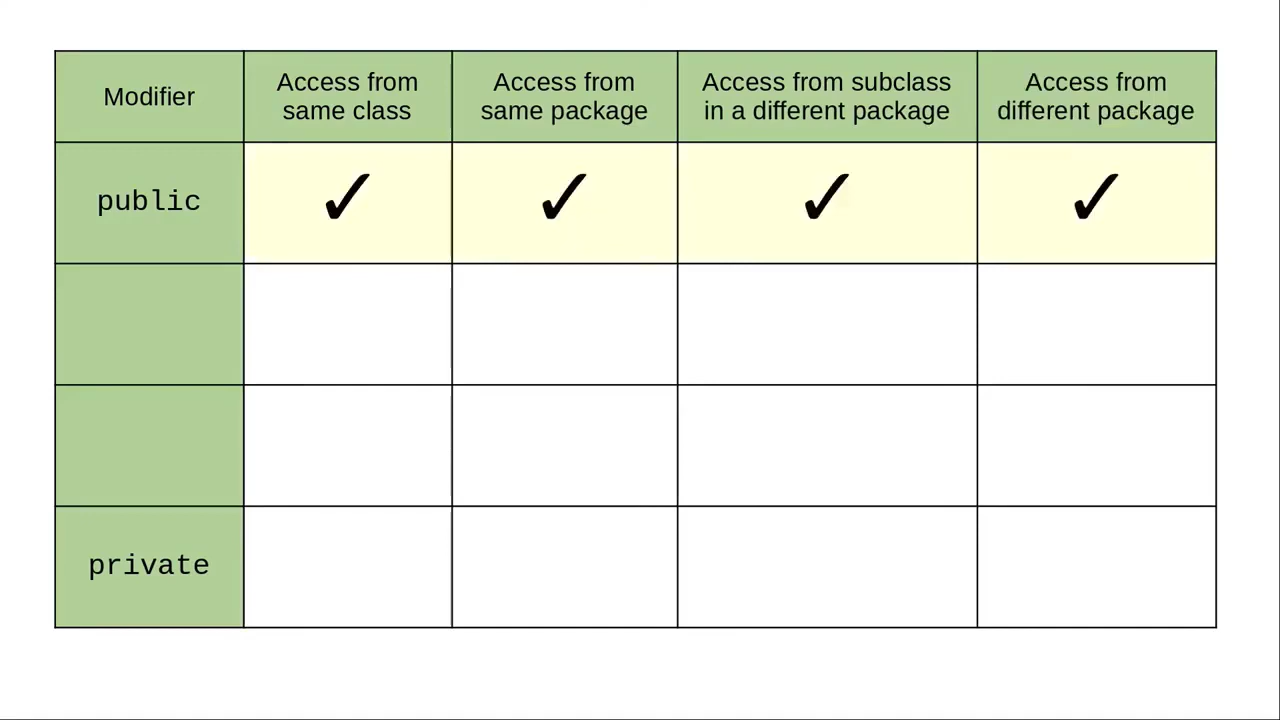 Modifier
Access from
same class
Access from
same package
Access from subclass
in a different package
Access from
different package
public
✓ ✓ ✓ ✓
private